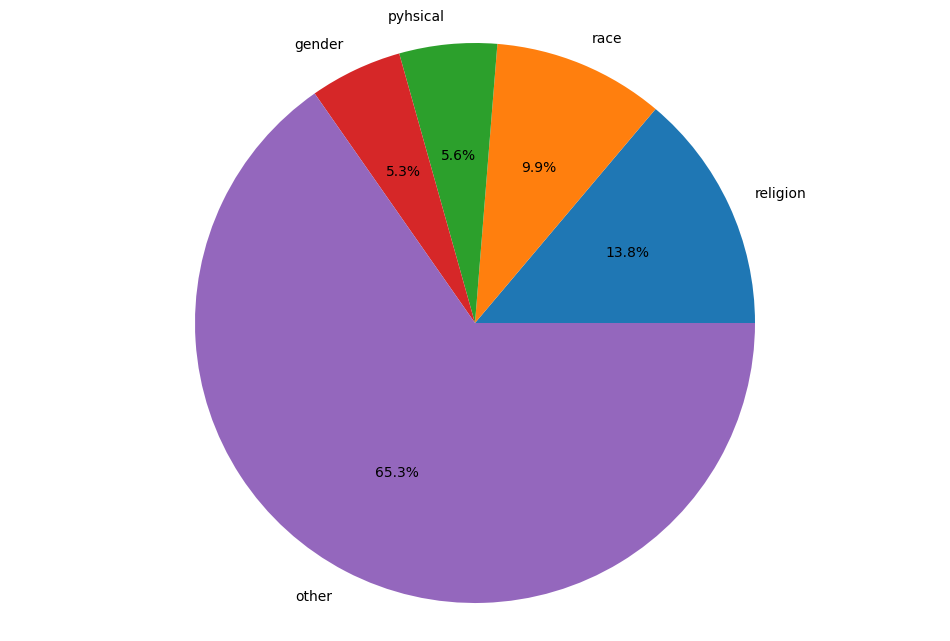 pyhsical
race
gender
religion
5.6%
9.9%
5.3%
13.8%
65.3%
other